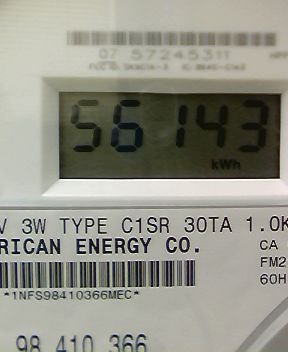 07 57245311
56143
kWh
V 3W TYPE C1SR 30TA 1.0K
RICAN ENERGY CO.
CA
FM2
60H
*1NFS98410366MEC*
98 410 366